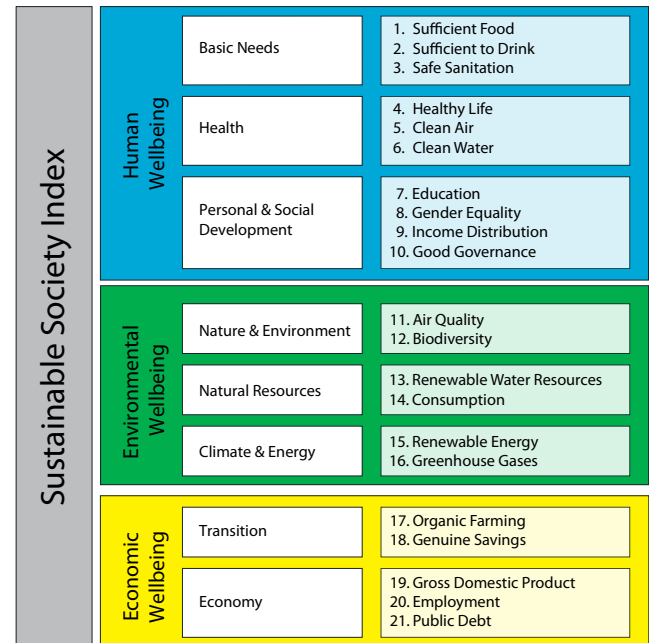 Sustainable Society Index
Human
Wellbeing
Basic Needs
1. Sufficient Food
2. Sufficient to Drink
3. Safe Sanitation
Health
4. Healthy Life
5. Clean Air
6. Clean Water
Personal & Social
Development
7. Education
8. Gender Equality
9. Income Distribution
10. Good Governance
Environmental
Wellbeing
Nature & Environment
11. Air Quality
12. Biodiversity
Natural Resources
13. Renewable Water Resources
14. Consumption
Climate & Energy
15. Renewable Energy
16. Greenhouse Gases
Economic
Wellbeing
Transition
17. Organic Farming
18. Genuine Savings
Economy
19. Gross Domestic Product
20. Employment
21. Public Debt